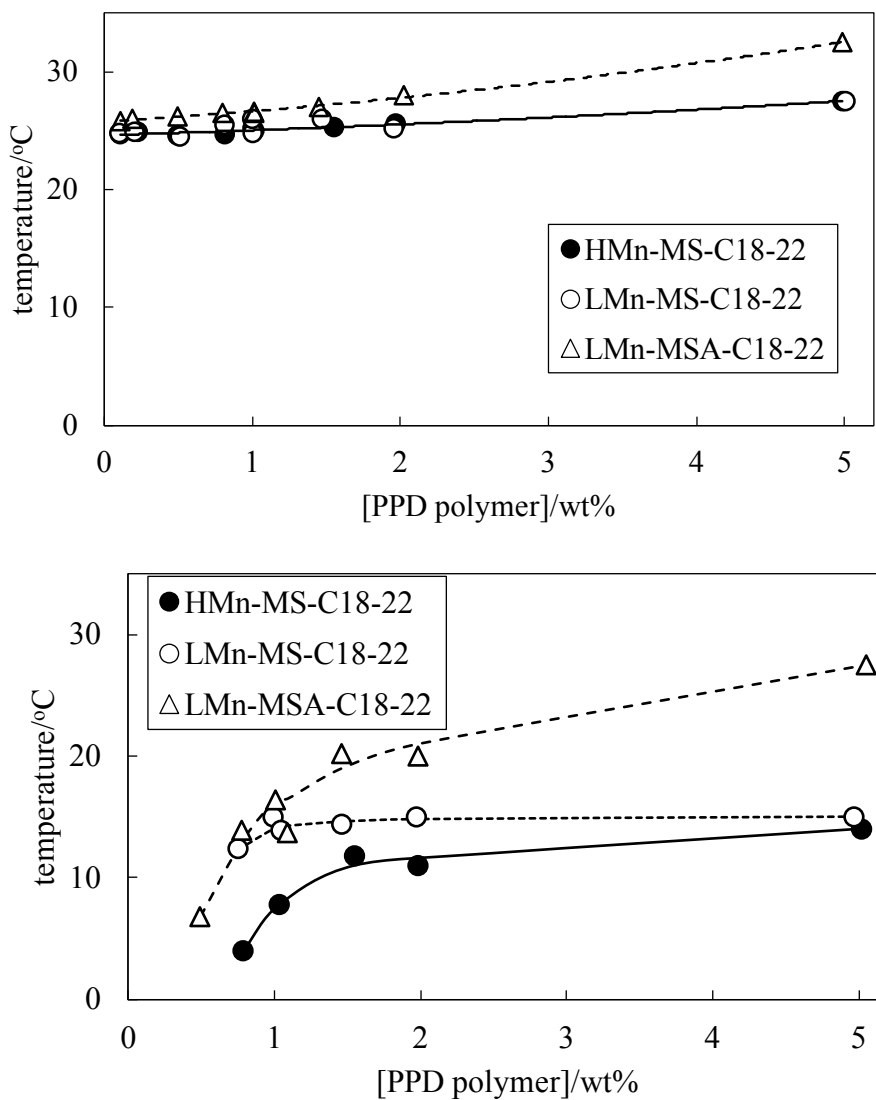 30
20
10
0
temperature/°C
HMn-MS-C18-22
LMn-MS-C18-22
LMn-MSA-C18-22
0 1 2 3 4 5
[PPD polymer]/wt%
HMn-MS-C18-22
LMn-MS-C18-22
LMn-MSA-C18-22
30
20
10
0
temperature/°C
0 1 2 3 4 5
[PPD polymer]/wt%